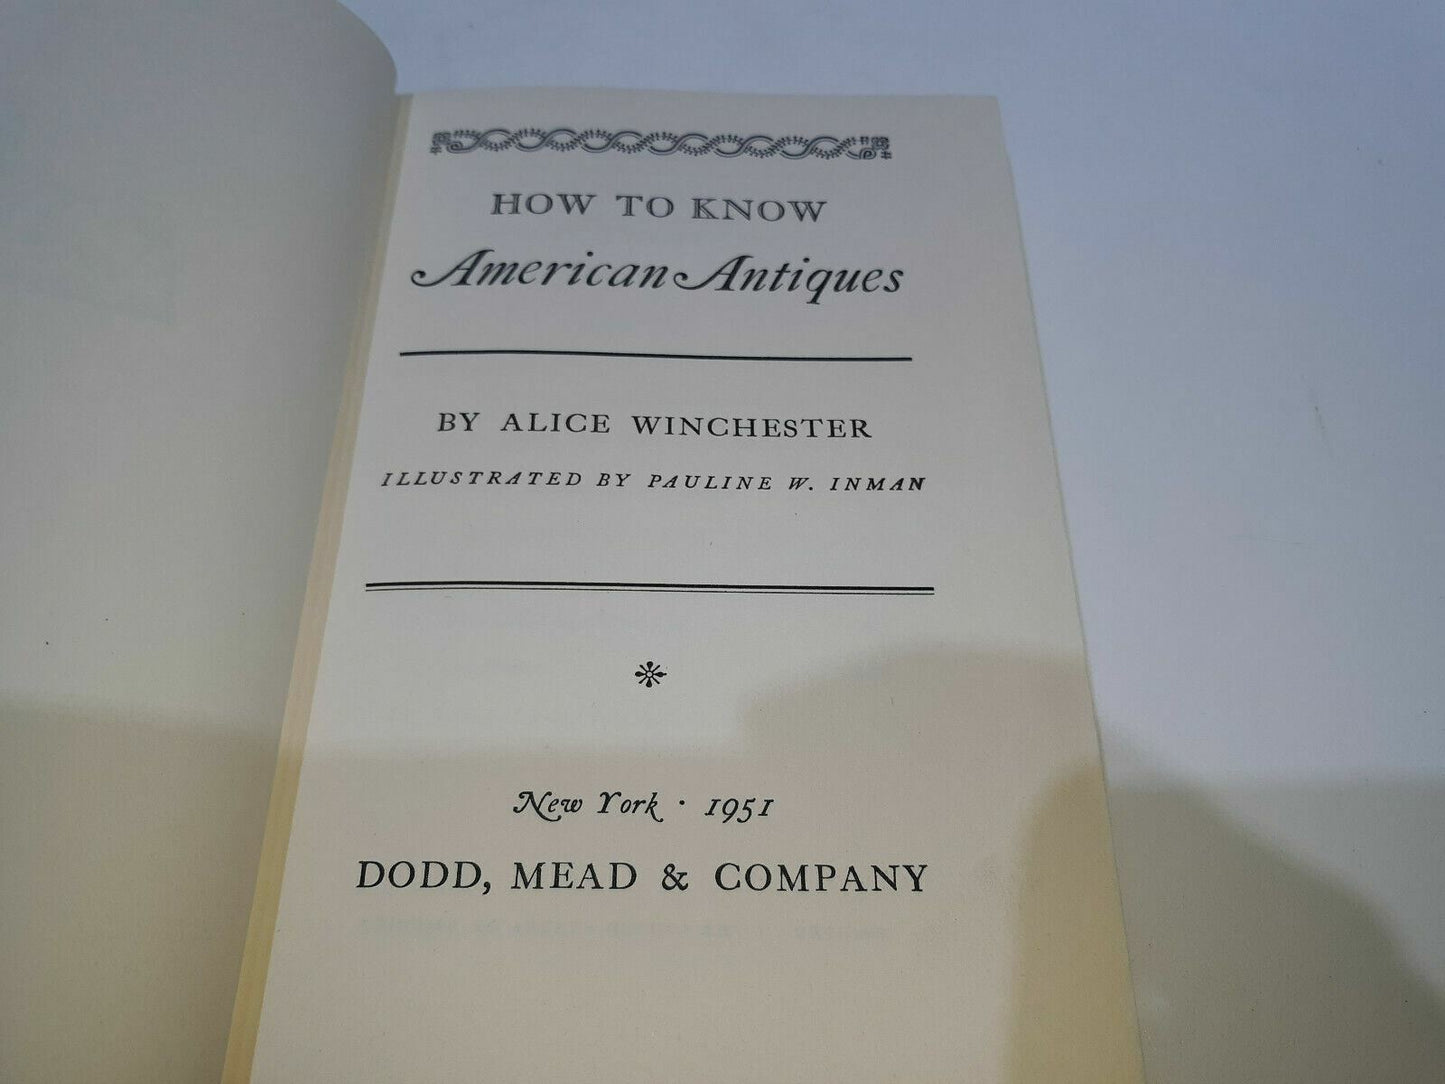 HOW TO KNOW
American Antiques
BY ALICE WINCHESTER
ILLUSTRATED BY PAULINE W. INMAN
New York · 1951
DODD, MEAD & COMPANY